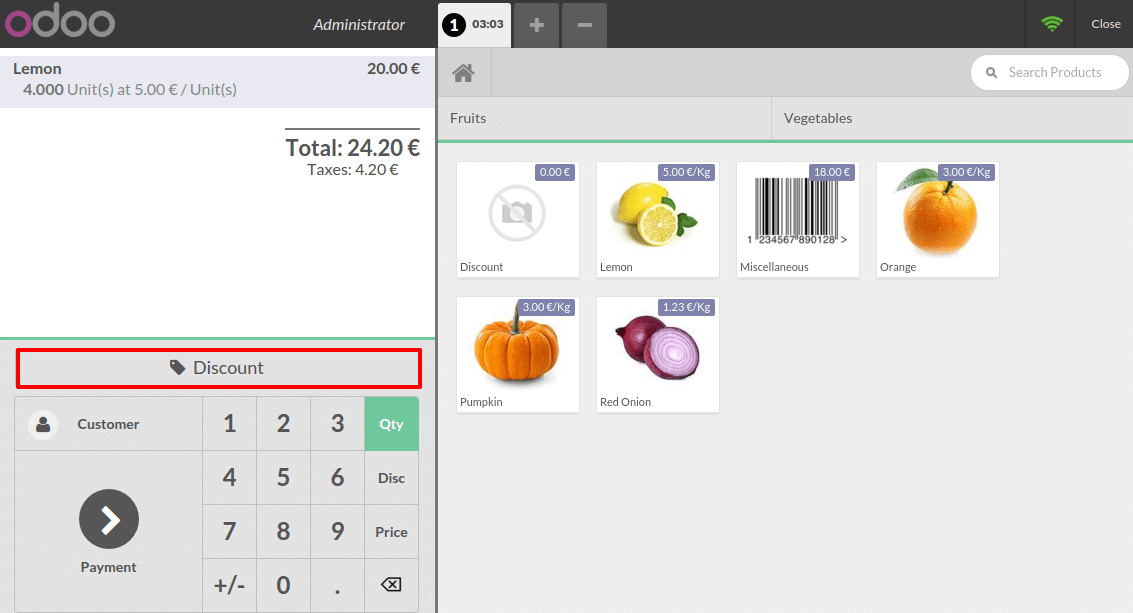 odoo
Administrator
1 03:03 + −
Close
Lemon 20.00 €
4.000 Unit(s) at 5.00 € / Unit(s)
Total: 24.20 €
Taxes: 4.20 €
Search Products
Fruits
Vegetables
0.00 €
Discount
5.00 €/Kg
Lemon
18.00 €
1 234567 890128 >
Miscellaneous
3.00 €/Kg
Orange
3.00 €/Kg
Pumpkin
1.23 €/Kg
Red Onion
Discount
Customer
Payment
1 2 3 Qty
4 5 6 Disc
7 8 9 Price
+/- 0 .